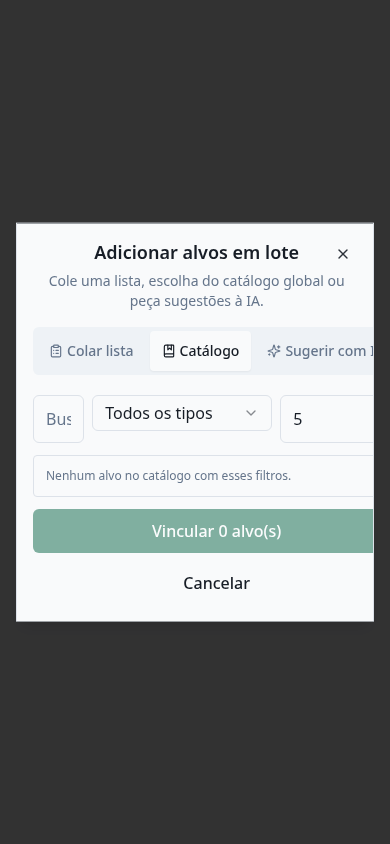 Adicionar alvos em lote
Cole uma lista, escolha do catálogo global ou
peça sugestões à IA.
Colar lista Catálogo Sugerir com I
Bus Todos os tipos 5
Nenhum alvo no catálogo com esses filtros.
Vincular 0 alvo(s)
Cancelar